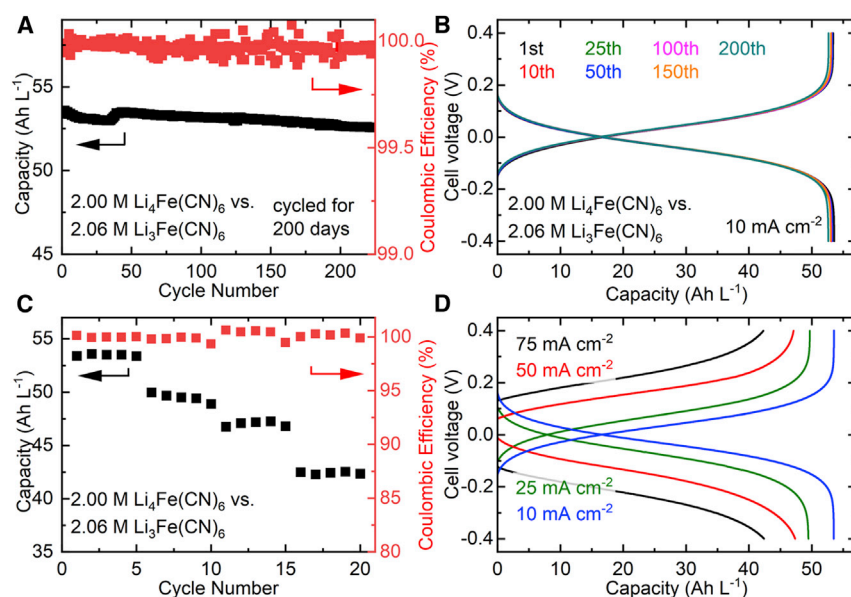 A
Capacity (Ah L⁻¹)
57
53
49
45
100.0
99.6
99.3
99.0
Coulombic Efficiency (%)
2.00 M Li₄Fe(CN)₆ vs.
2.06 M Li₃Fe(CN)₆
cycled for
200 days
0 50 100 150 200
Cycle Number
B
Cell voltage (V)
0.4
0.2
0.0
-0.2
-0.4
1st 25th 100th 200th
10th 50th 150th
2.00 M Li₄Fe(CN)₆ vs.
2.06 M Li₃Fe(CN)₆
10 mA cm⁻²
0 10 20 30 40 50
Capacity (Ah L⁻¹)
C
Capacity (Ah L⁻¹)
55
50
45
40
35
100
95
90
85
80
Coulombic Efficiency (%)
2.00 M Li₄Fe(CN)₆ vs.
2.06 M Li₃Fe(CN)₆
0 5 10 15 20
Cycle Number
D
Cell voltage (V)
0.4
0.2
0.0
-0.2
-0.4
75 mA cm⁻²
50 mA cm⁻²
25 mA cm⁻²
10 mA cm⁻²
0 10 20 30 40 50
Capacity (Ah L⁻¹)